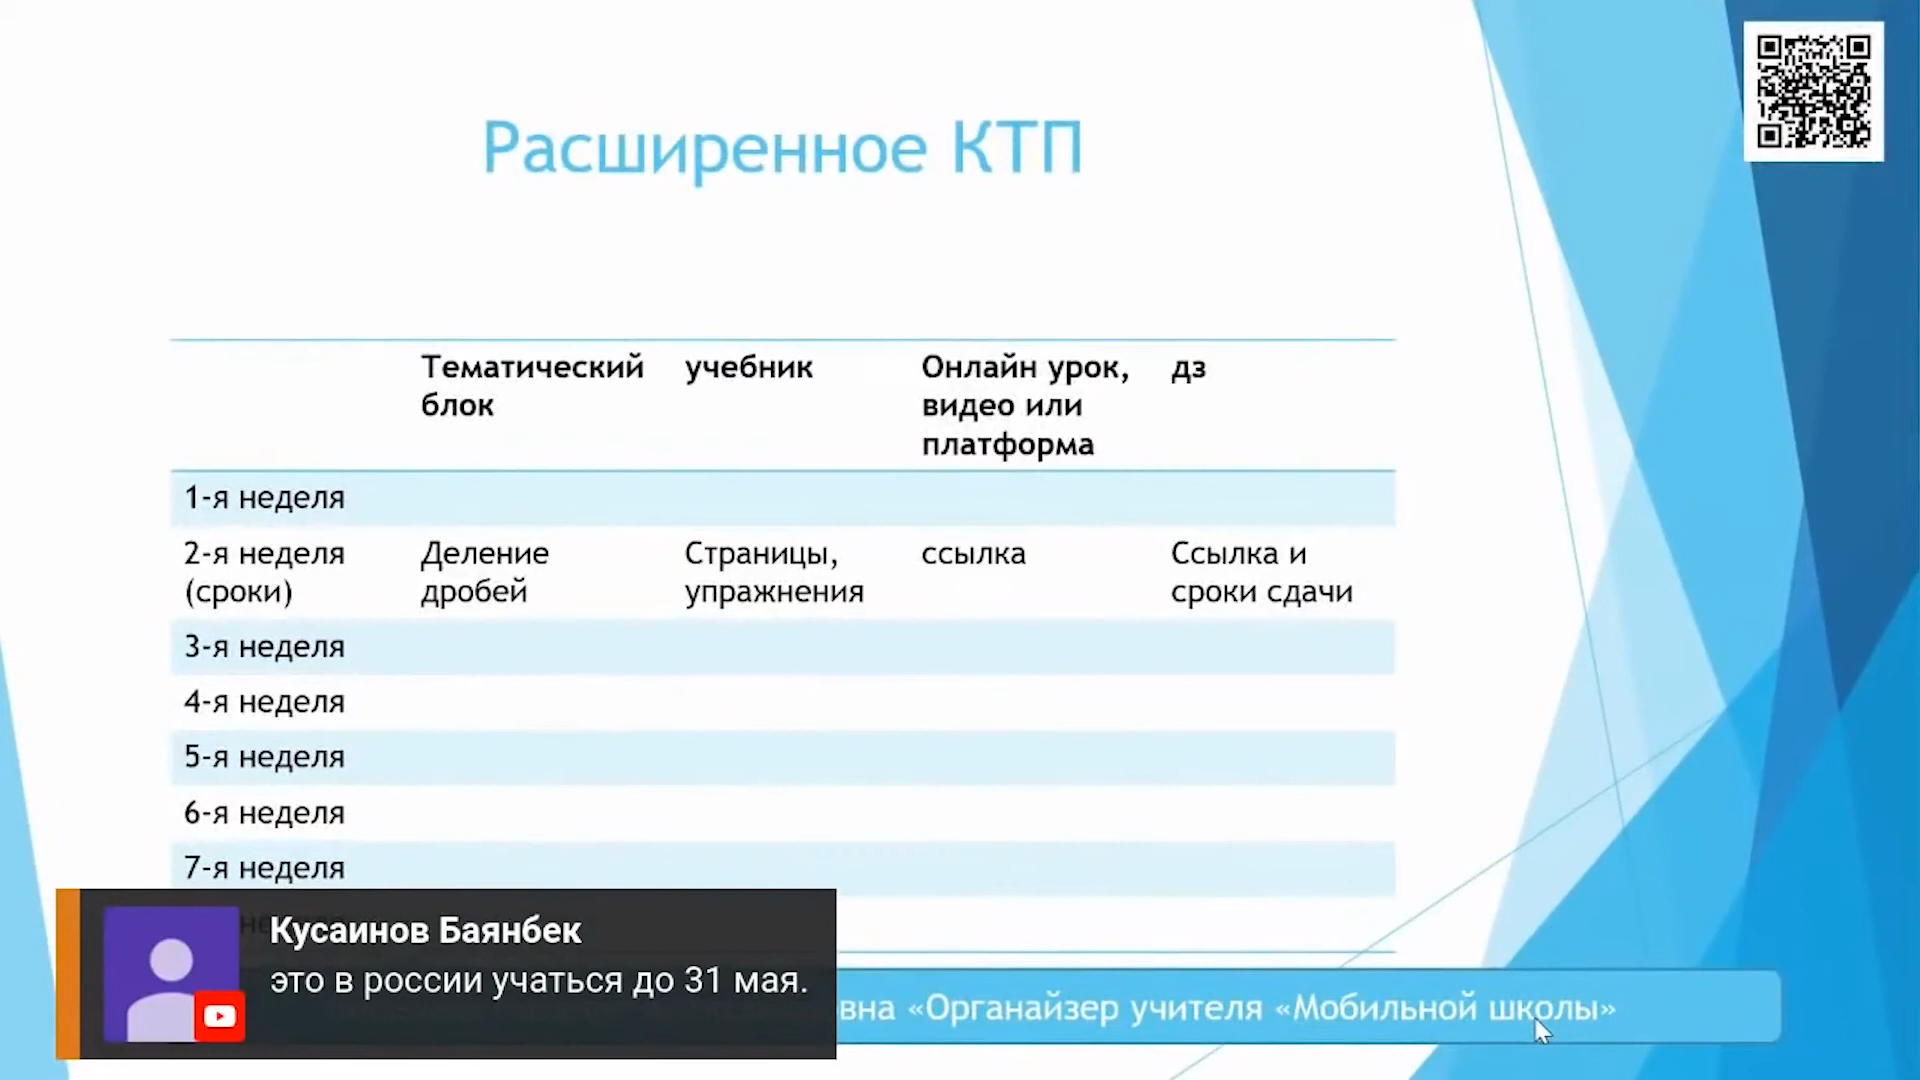 Расширенное КТП
Тематический блок
учебник
Онлайн урок, видео или платформа
дз
1-я неделя
2-я неделя (сроки)
Деление дробей
Страницы, упражнения
ссылка
Ссылка и сроки сдачи
3-я неделя
4-я неделя
5-я неделя
6-я неделя
7-я неделя
Кусаинов Баянбек
это в россии учаться до 31 мая.
«Органайзер учителя «Мобильной школы»